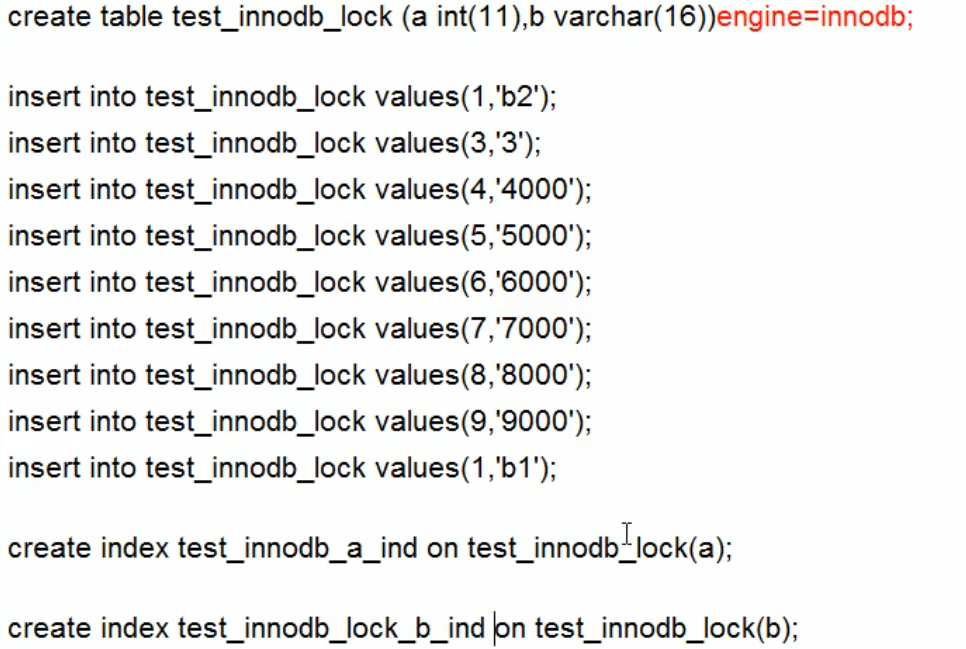 create table test_innodb_lock (a int(11),b varchar(16))engine=innodb;
insert into test_innodb_lock values(1,'b2');
insert into test_innodb_lock values(3,'3');
insert into test_innodb_lock values(4,'4000');
insert into test_innodb_lock values(5,'5000');
insert into test_innodb_lock values(6,'6000');
insert into test_innodb_lock values(7,'7000');
insert into test_innodb_lock values(8,'8000');
insert into test_innodb_lock values(9,'9000');
insert into test_innodb_lock values(1,'b1');
create index test_innodb_a_ind on test_innodb_lock(a);
create index test_innodb_lock_b_ind on test_innodb_lock(b);